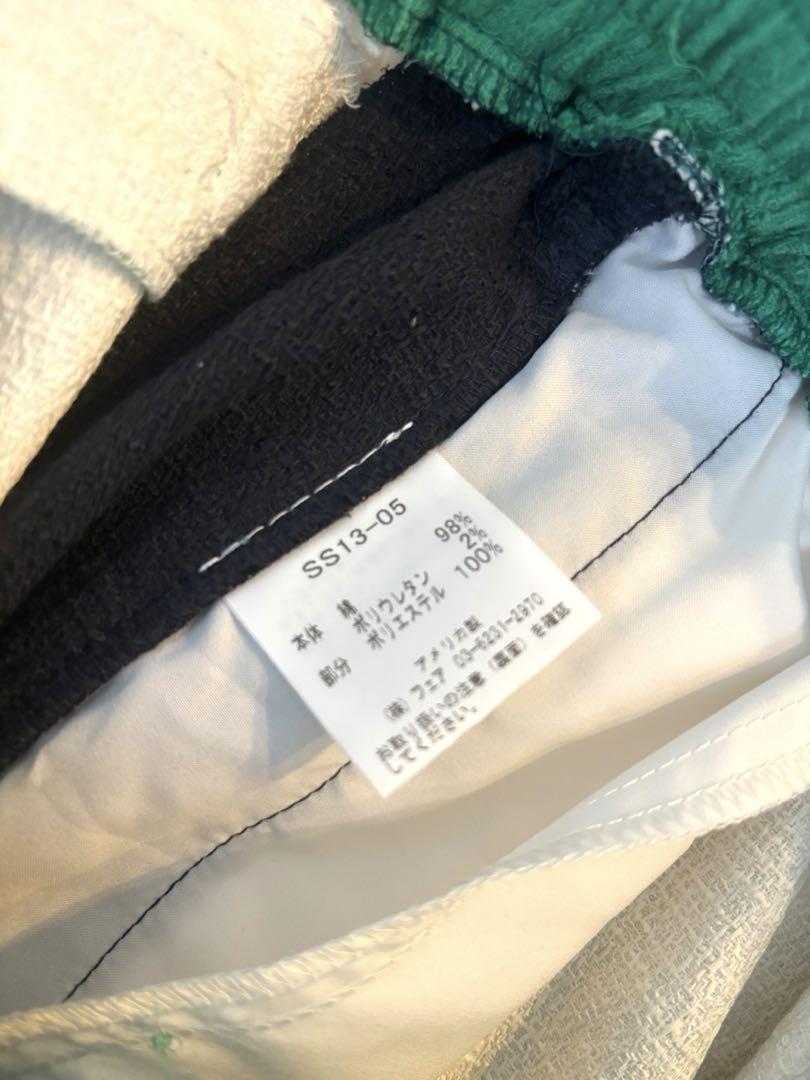 SS13-05
本体 綿 98%
ポリウレタン 2%
部分 ポリエステル 100%
アメリカ製
(株) フェア 03-6231-2970
お取り扱いの注意 (裏面) を確認
してください。